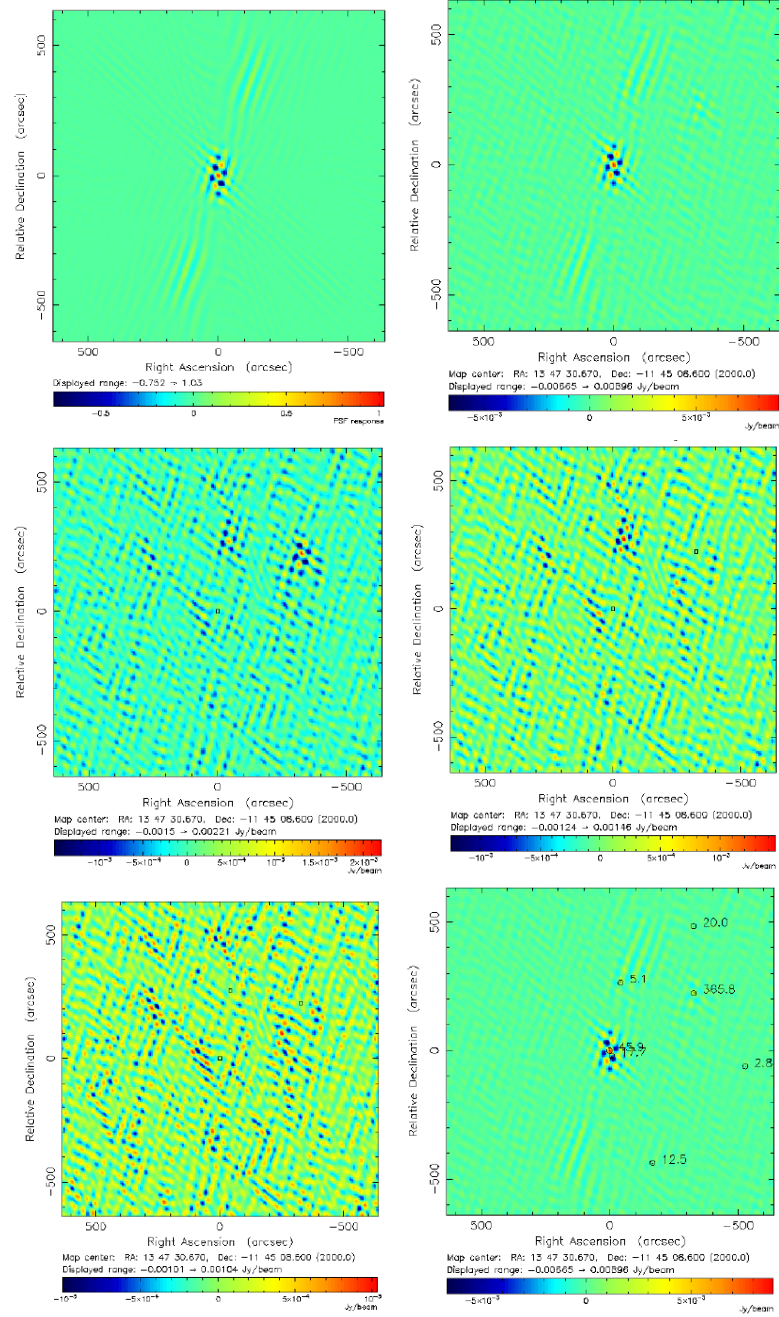 500
0
-500
Relative Declination (arcsec)
500
0
-500
Right Ascension (arcsec)
Displayed range: -0.752 → 1.03
-0.5
0
0.5
1
PSF response
500
0
-500
Relative Declination (arcsec)
500
0
-500
Right Ascension (arcsec)
Map center: RA: 13 47 30.670, Dec: -11 45 08.600 (2000.0)
Displayed range: -0.00665 → 0.00896 Jy/beam
-5×10⁻³
0
5×10⁻³
Jy/beam
500
0
-500
Relative Declination (arcsec)
500
0
-500
Right Ascension (arcsec)
Map center: RA: 13 47 30.670, Dec: -11 45 08.600 (2000.0)
Displayed range: -0.0015 → 0.00221 Jy/beam
-10⁻³
-5×10⁻⁴
0
5×10⁻⁴
10⁻³
1.5×10⁻³
2×10⁻³
Jy/beam
500
0
-500
Relative Declination (arcsec)
500
0
-500
Right Ascension (arcsec)
Map center: RA: 13 47 30.670, Dec: -11 45 08.600 (2000.0)
Displayed range: -0.00124 → 0.00146 Jy/beam
-10⁻³
-5×10⁻⁴
0
5×10⁻⁴
10⁻³
Jy/beam
500
0
-500
Relative Declination (arcsec)
500
0
-500
Right Ascension (arcsec)
Map center: RA: 13 47 30.670, Dec: -11 45 08.600 (2000.0)
Displayed range: -0.00101 → 0.00104 Jy/beam
-10⁻³
-5×10⁻⁴
0
5×10⁻⁴
10⁻³
Jy/beam
20.0
5.1
365.8
17.7
2.8
12.5
500
0
-500
Relative Declination (arcsec)
500
0
-500
Right Ascension (arcsec)
Map center: RA: 13 47 30.670, Dec: -11 45 08.600 (2000.0)
Displayed range: -0.00665 → 0.00896 Jy/beam
-5×10⁻³
0
5×10⁻³
Jy/beam